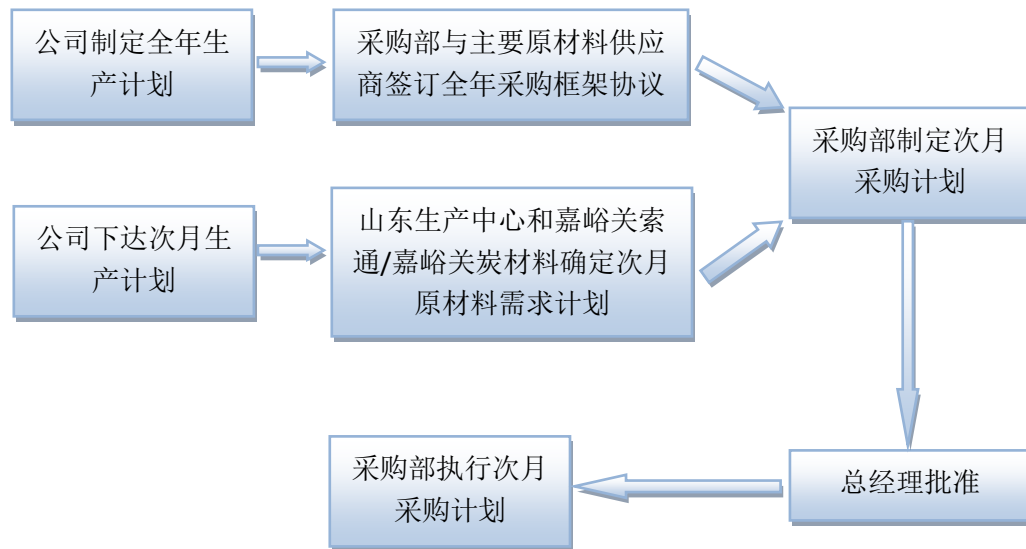 公司制定全年生
产计划
采购部与主要原材料供应
商签订全年采购框架协议
采购部制定次月
采购计划
公司下达次月生
产计划
山东生产中心和嘉峪关索
通/嘉峪关炭材料确定次月
原材料需求计划
采购部执行次月
采购计划
总经理批准